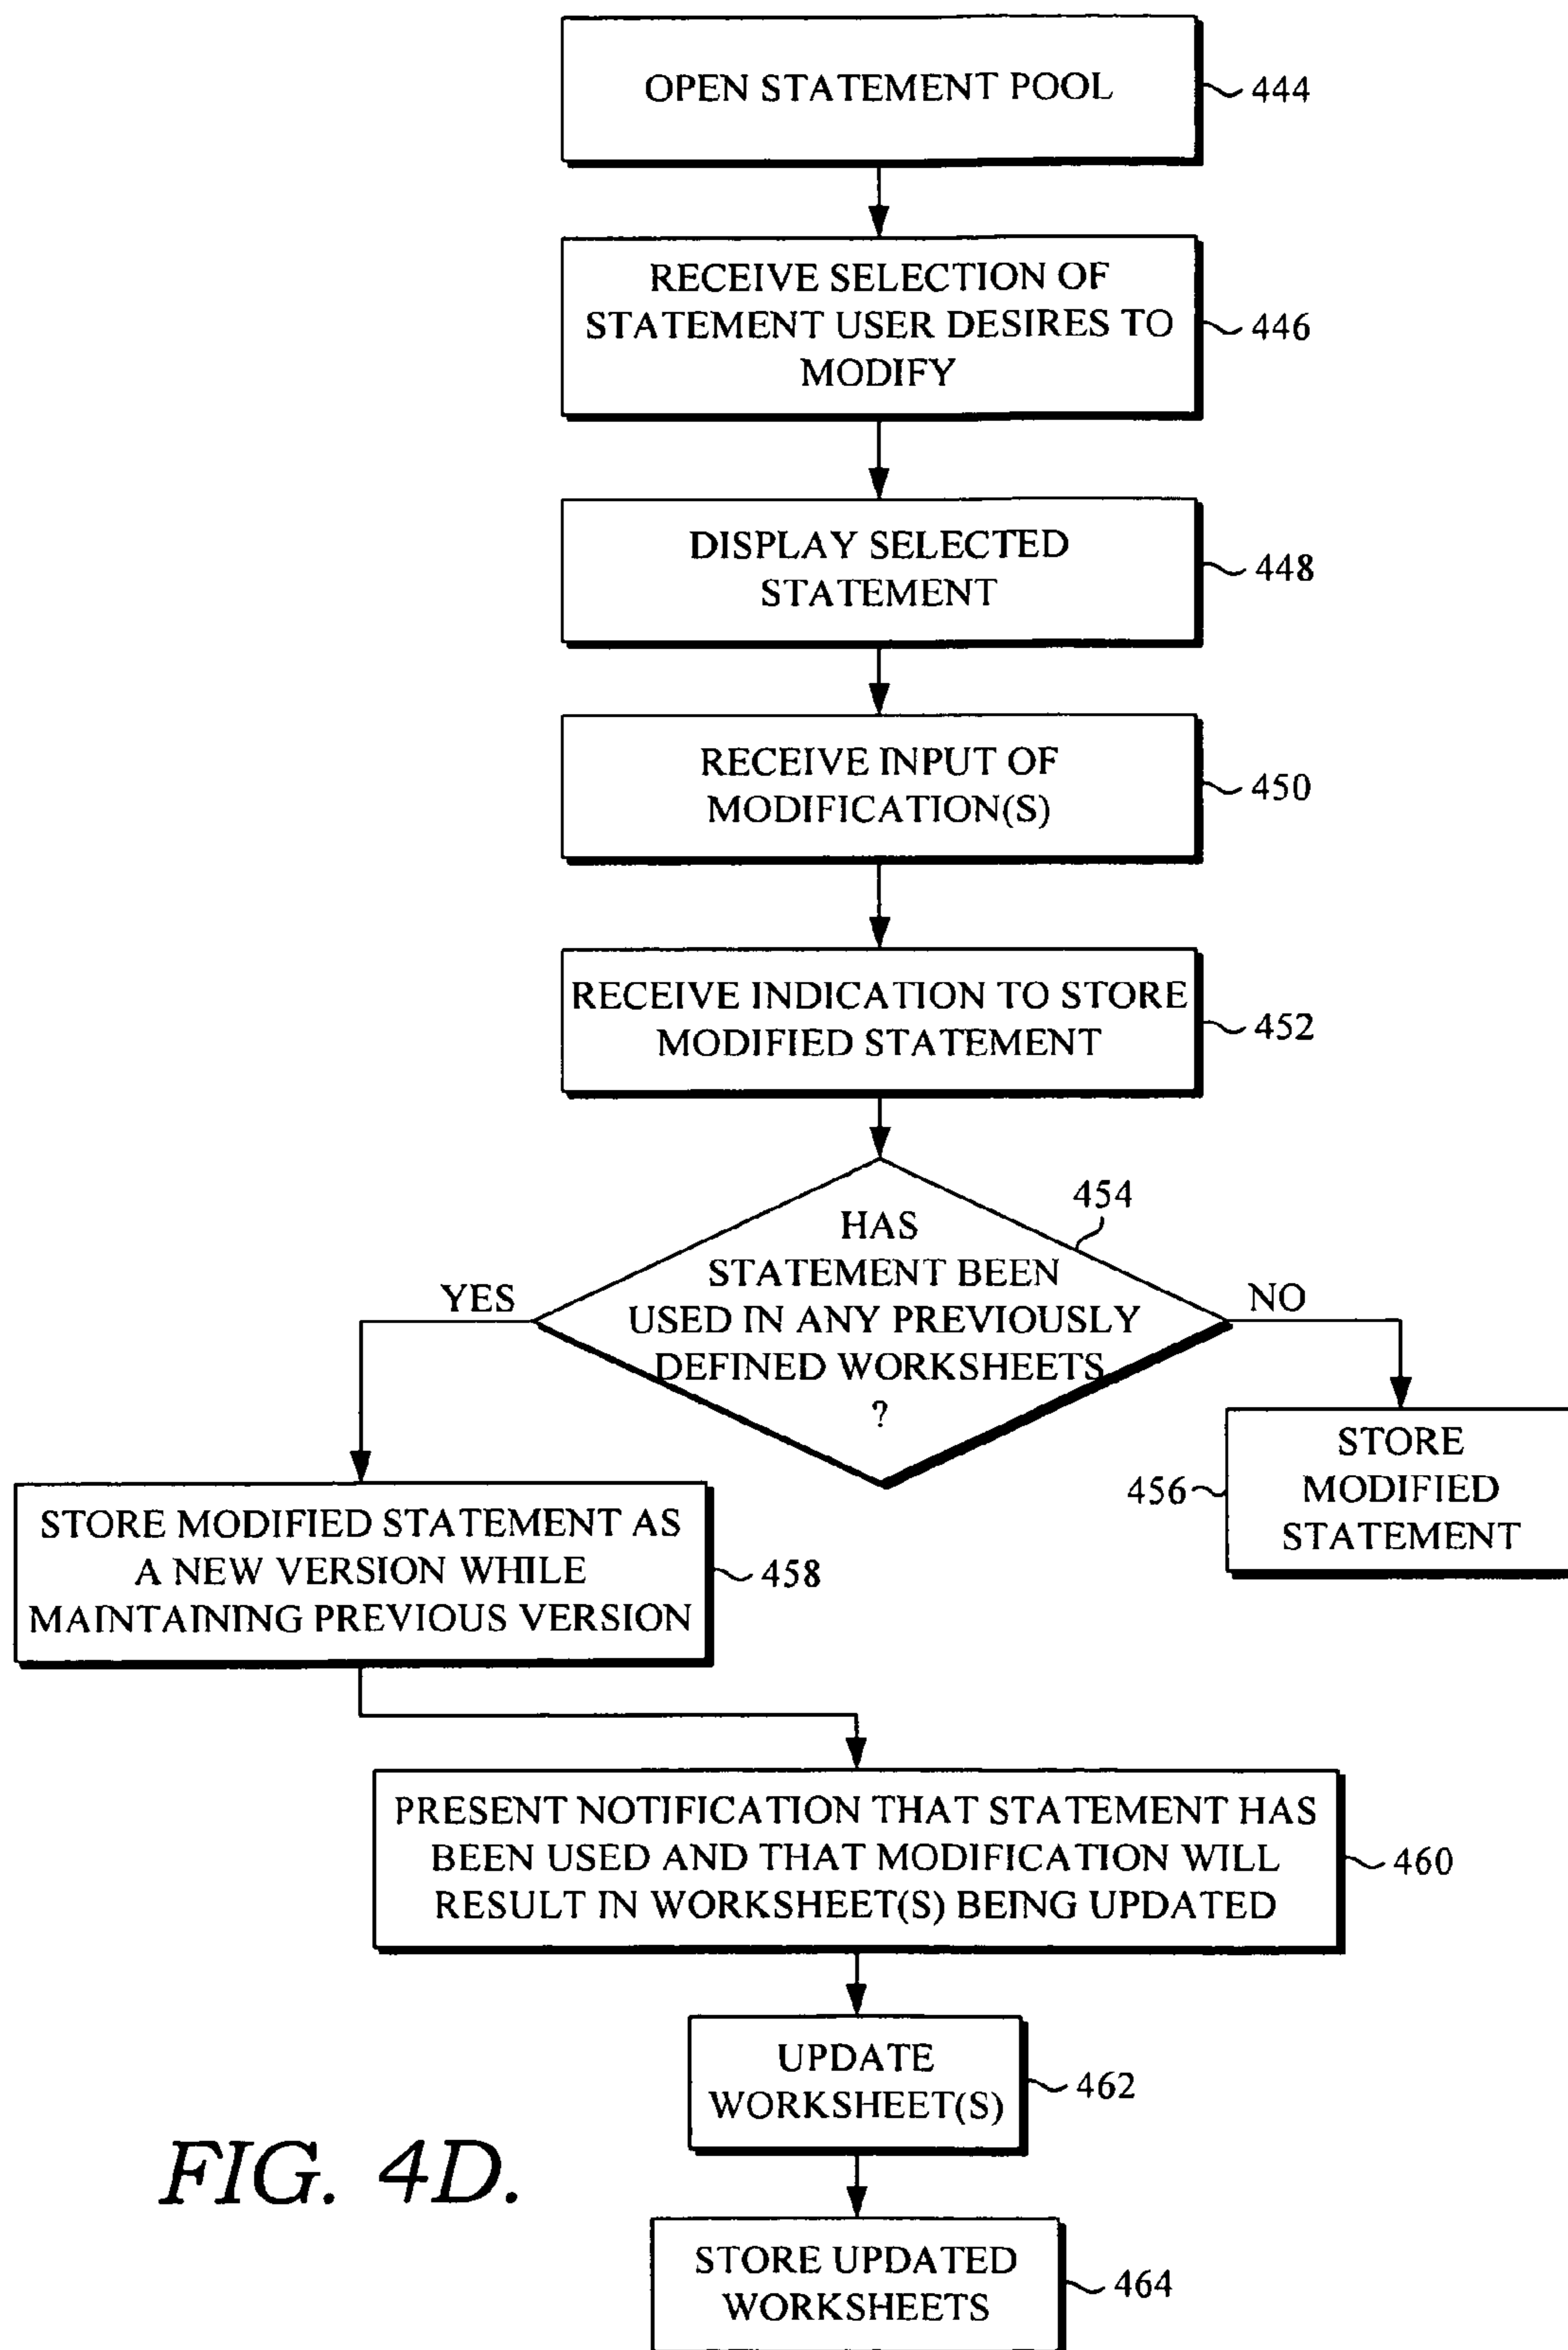 OPEN STATEMENT POOL
444
RECEIVE SELECTION OF
STATEMENT USER DESIRES TO
MODIFY
446
DISPLAY SELECTED
STATEMENT
448
RECEIVE INPUT OF
MODIFICATION(S)
450
RECEIVE INDICATION TO STORE
MODIFIED STATEMENT
452
454
HAS
STATEMENT BEEN
USED IN ANY PREVIOUSLY
DEFINED WORKSHEETS
?
YES
NO
STORE
MODIFIED
STATEMENT
456
STORE MODIFIED STATEMENT AS
A NEW VERSION WHILE
MAINTAINING PREVIOUS VERSION
458
PRESENT NOTIFICATION THAT STATEMENT HAS
BEEN USED AND THAT MODIFICATION WILL
RESULT IN WORKSHEET(S) BEING UPDATED
460
UPDATE
WORKSHEET(S)
462
STORE UPDATED
WORKSHEETS
464
FIG. 4D.